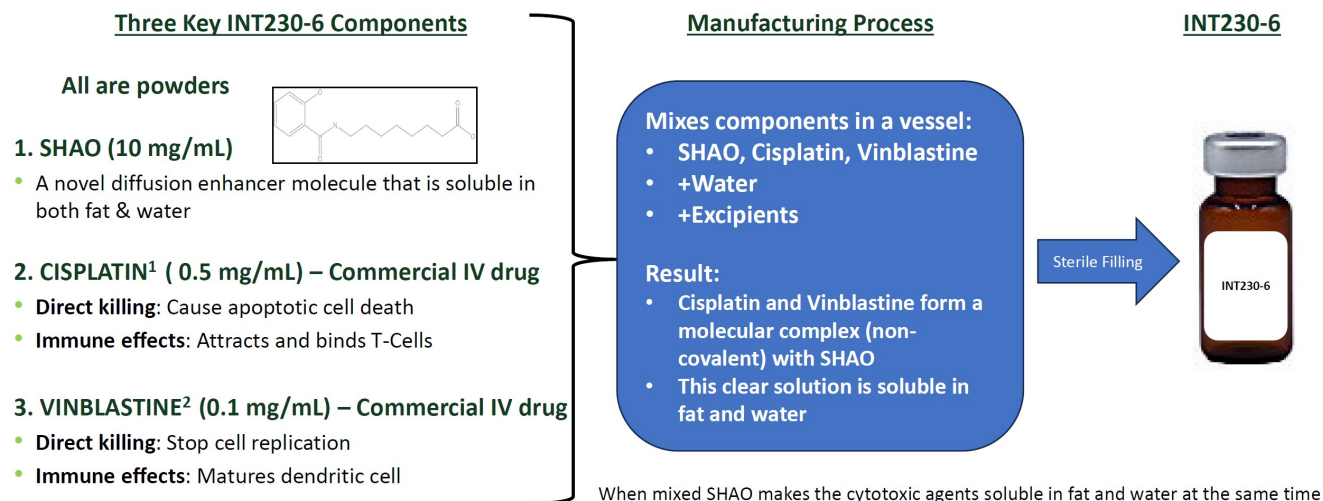 Three Key INT230-6 Components
All are powders
1. SHAO (10 mg/mL)
• A novel diffusion enhancer molecule that is soluble in
both fat & water
2. CISPLATIN¹ ( 0.5 mg/mL) – Commercial IV drug
• Direct killing: Cause apoptotic cell death
• Immune effects: Attracts and binds T-Cells
3. VINBLASTINE² (0.1 mg/mL) – Commercial IV drug
• Direct killing: Stop cell replication
• Immune effects: Matures dendritic cell
Manufacturing Process
Mixes components in a vessel:
• SHAO, Cisplatin, Vinblastine
• +Water
• +Excipients
Result:
• Cisplatin and Vinblastine form a
molecular complex (non-
covalent) with SHAO
• This clear solution is soluble in
fat and water
Sterile Filling
INT230-6
INT230-6
When mixed SHAO makes the cytotoxic agents soluble in fat and water at the same time